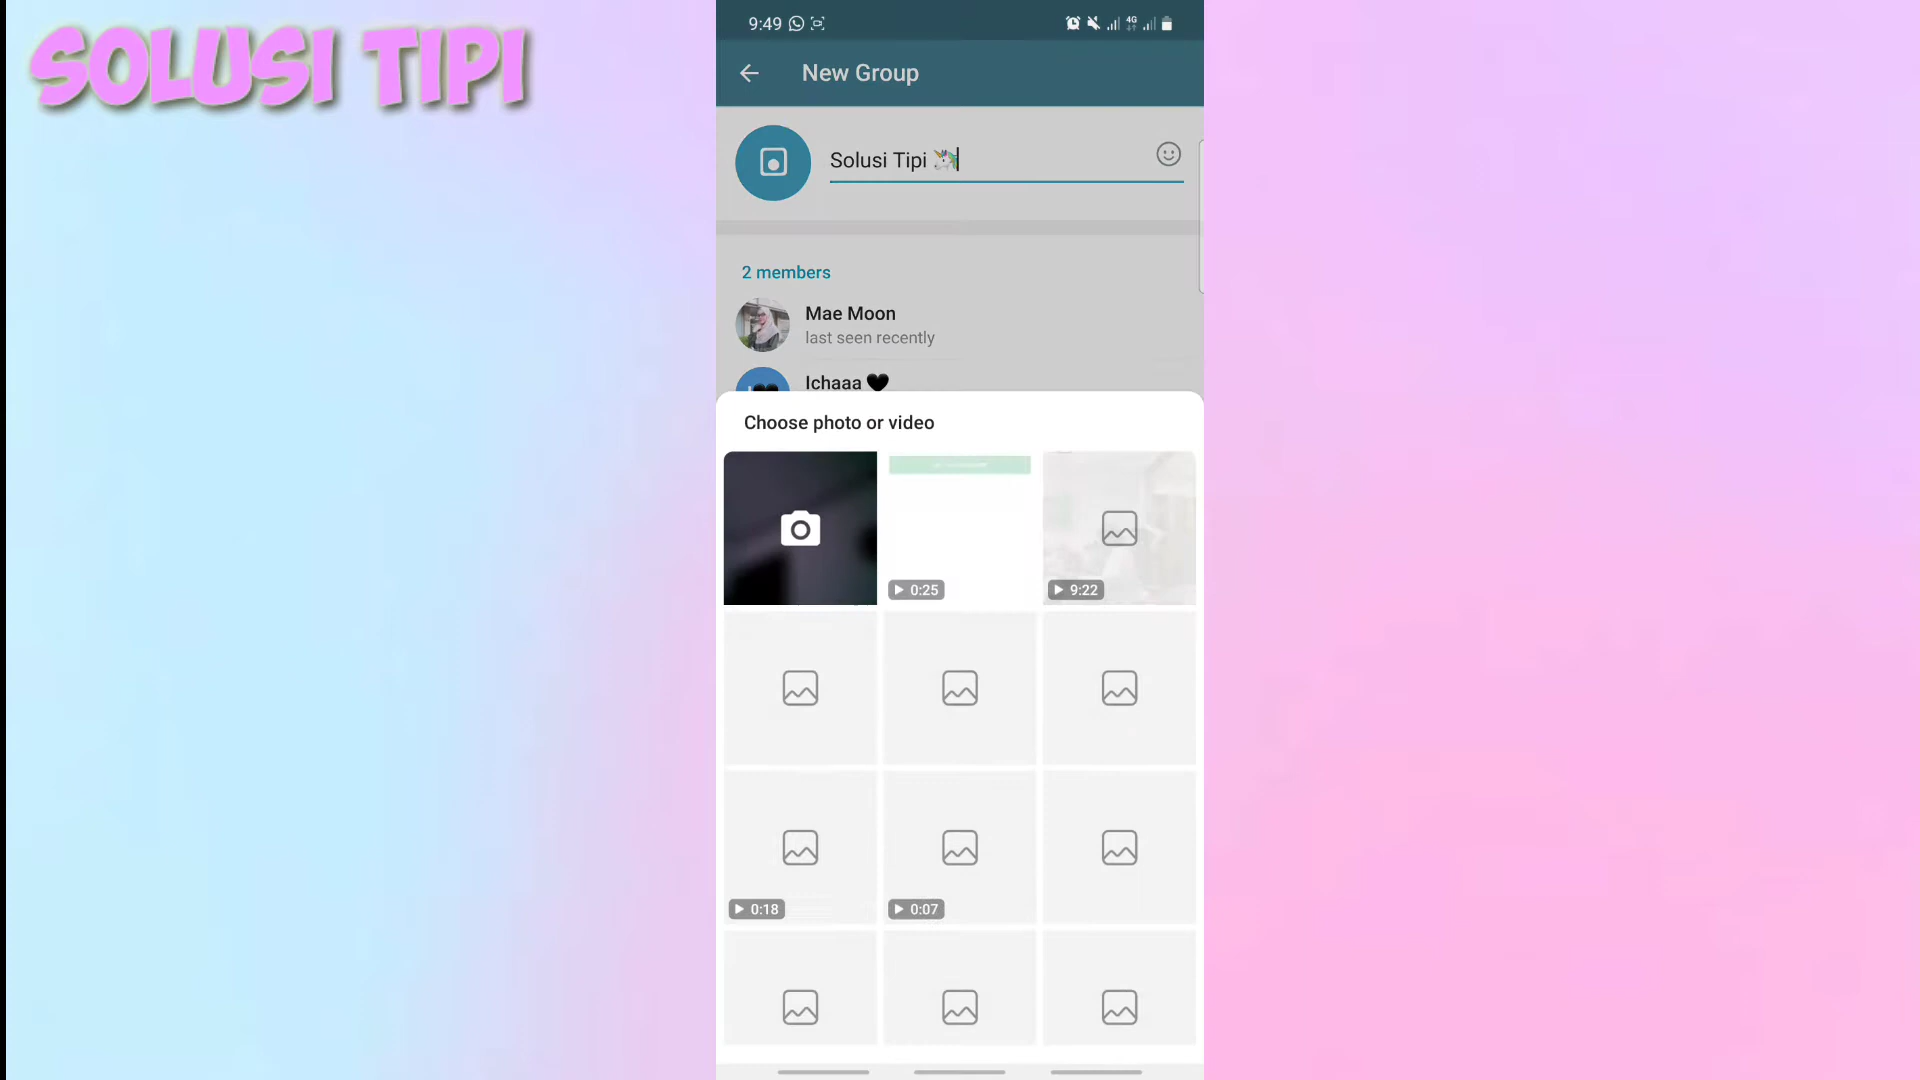 SOLUSI TIPI
9:49
4G
New Group
Solusi Tipi 🦄
2 members
Mae Moon
last seen recently
Ichaaa 🖤
Choose photo or video
0:25
9:22
0:18
0:07